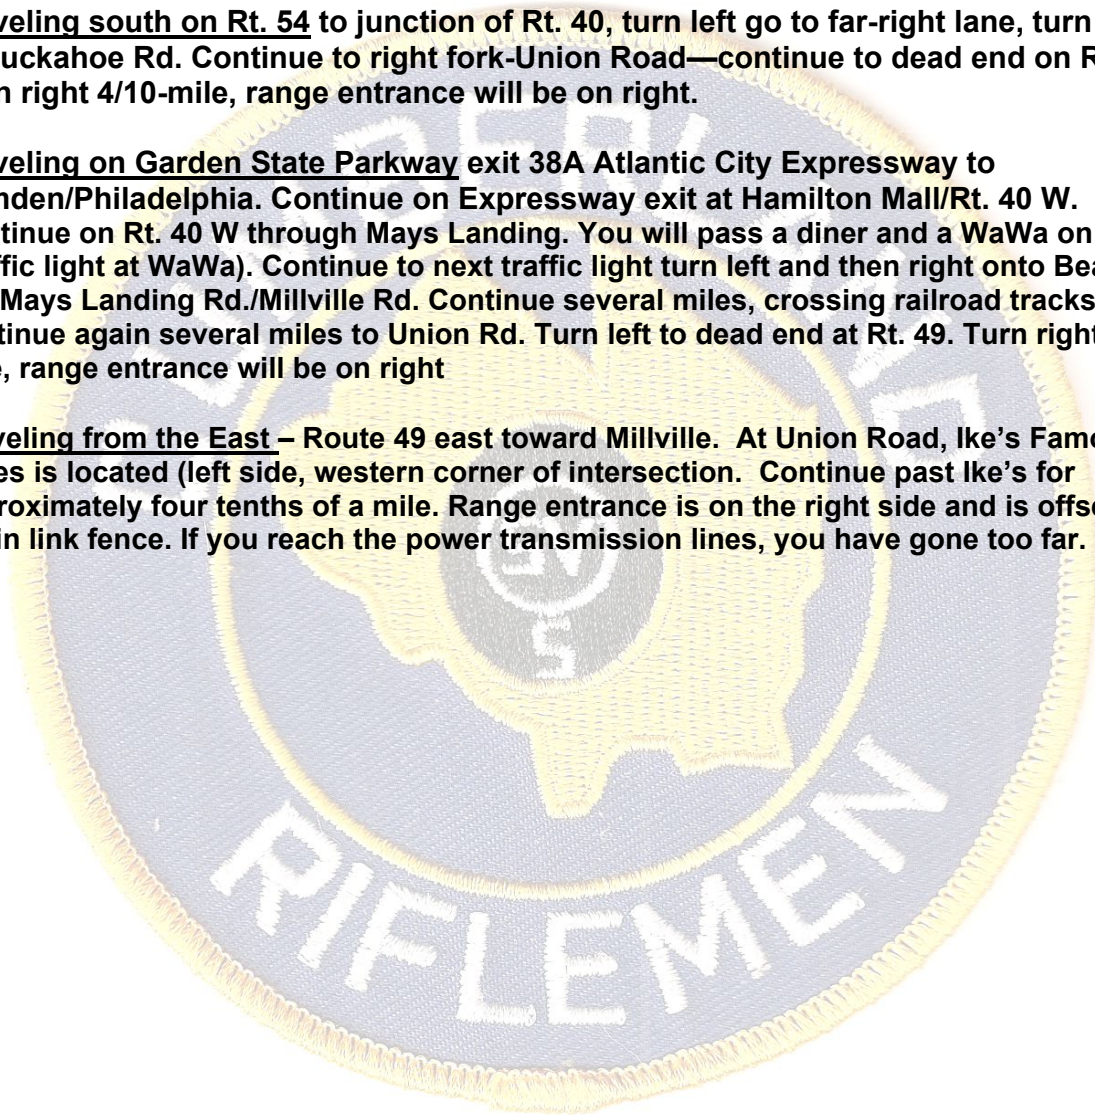 veling south on Rt. 54 to junction of Rt. 40, turn left go to far-right lane, turn
uckahoe Rd. Continue to right fork-Union Road—continue to dead end on R
n right 4/10-mile, range entrance will be on right.
veling on Garden State Parkway exit 38A Atlantic City Expressway to
nden/Philadelphia. Continue on Expressway exit at Hamilton Mall/Rt. 40 W.
tinue on Rt. 40 W through Mays Landing. You will pass a diner and a WaWa on
ffic light at WaWa). Continue to next traffic light turn left and then right onto Bea
Mays Landing Rd./Millville Rd. Continue several miles, crossing railroad tracks
tinue again several miles to Union Rd. Turn left to dead end at Rt. 49. Turn right
e, range entrance will be on right
veling from the East – Route 49 east toward Millville. At Union Road, Ike’s Famo
es is located (left side, western corner of intersection. Continue past Ike’s for
roximately four tenths of a mile. Range entrance is on the right side and is offse
in link fence. If you reach the power transmission lines, you have gone too far.
CUMBERLAND
RIFLEMEN